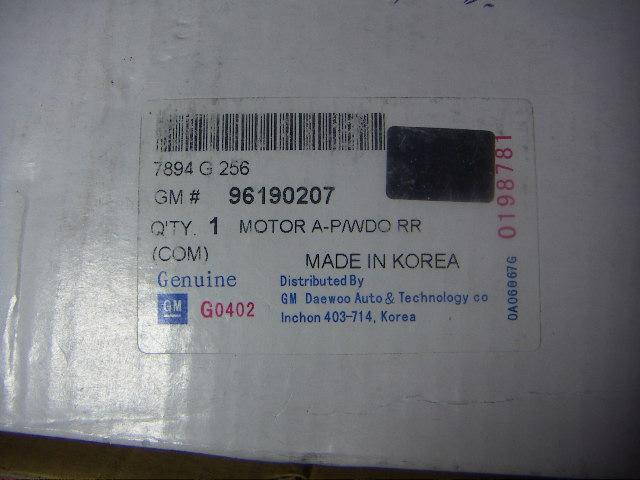 7894 G 256
GM # 96190207
Q'TY. 1 MOTOR A-P/WDO RR
(COM)
MADE IN KOREA
Genuine
GM G0402
Distributed By
GM Daewoo Auto & Technology co
Inchon 403-714, Korea
0198781
0A06067G